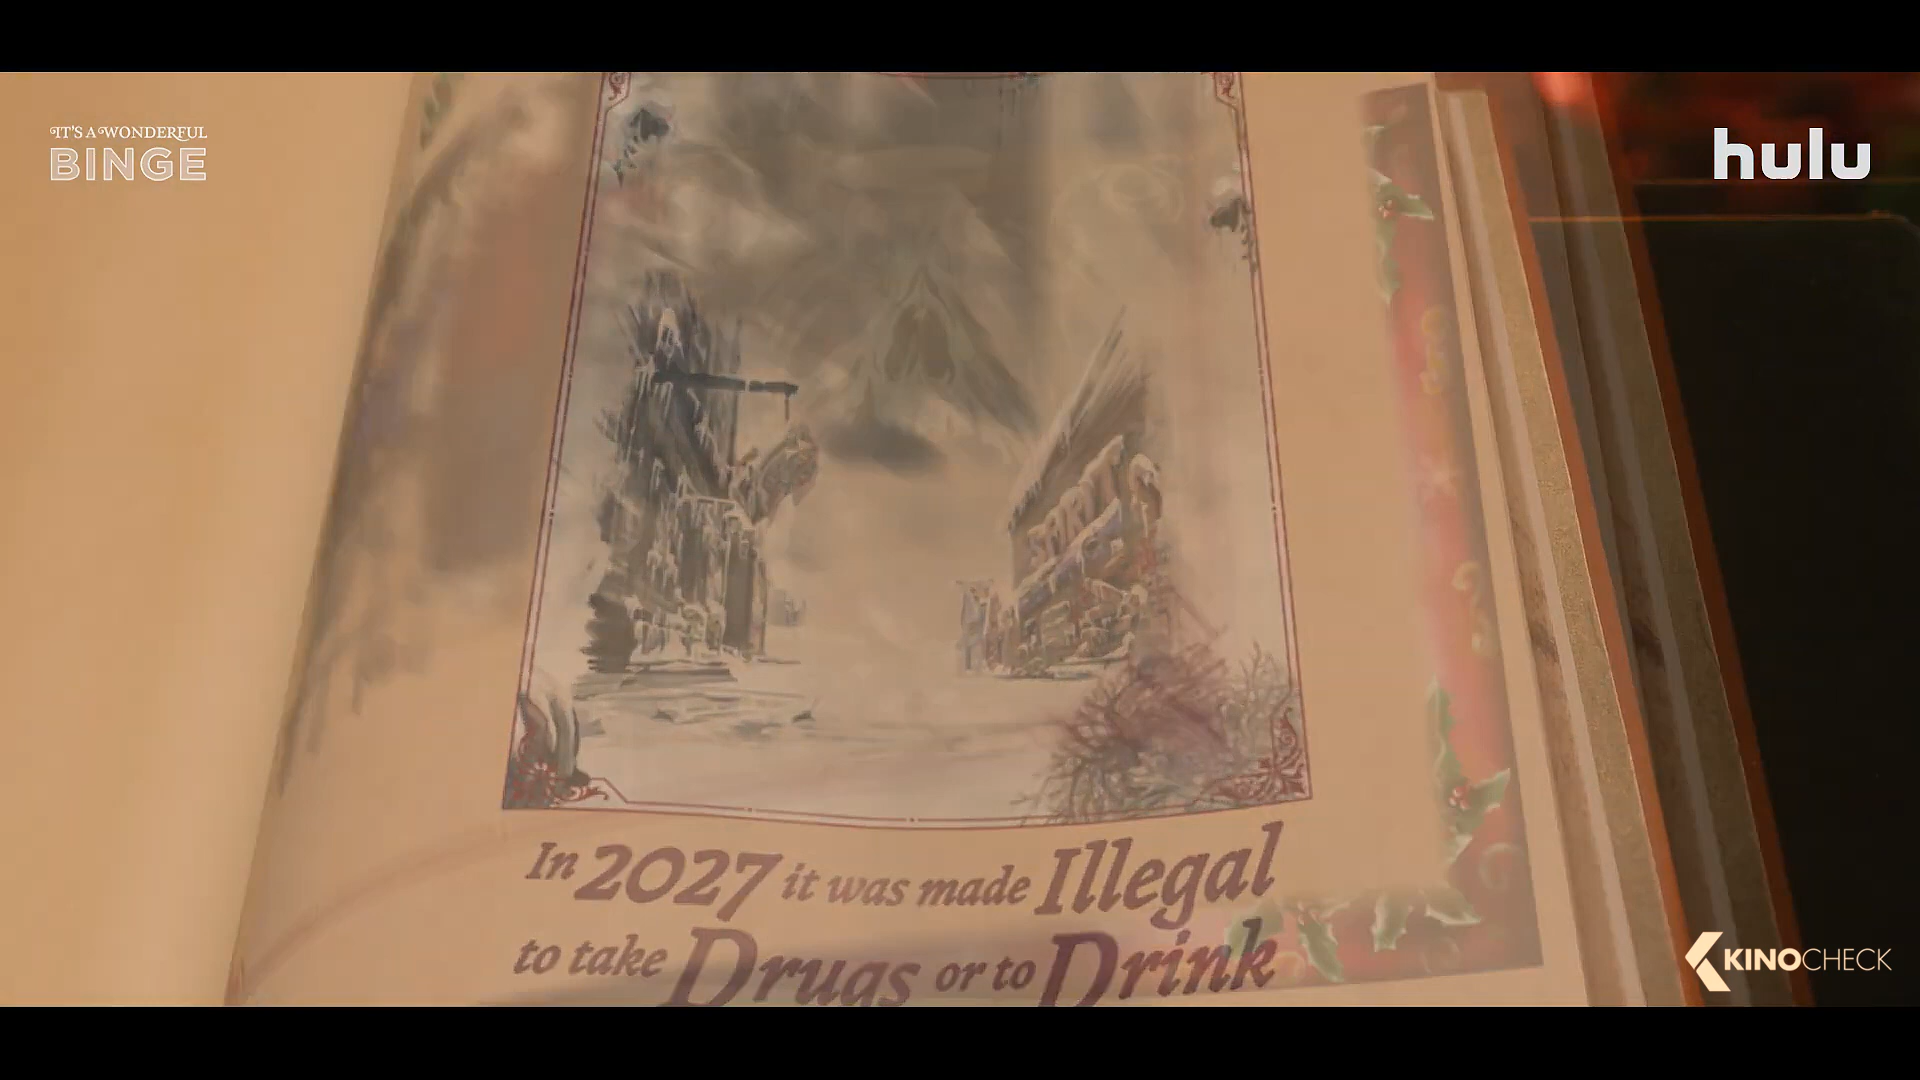 IT'S A WONDERFUL
BINGE
hulu
In 2027 it was made Illegal
to take Drugs or to Drink
KINOCHECK